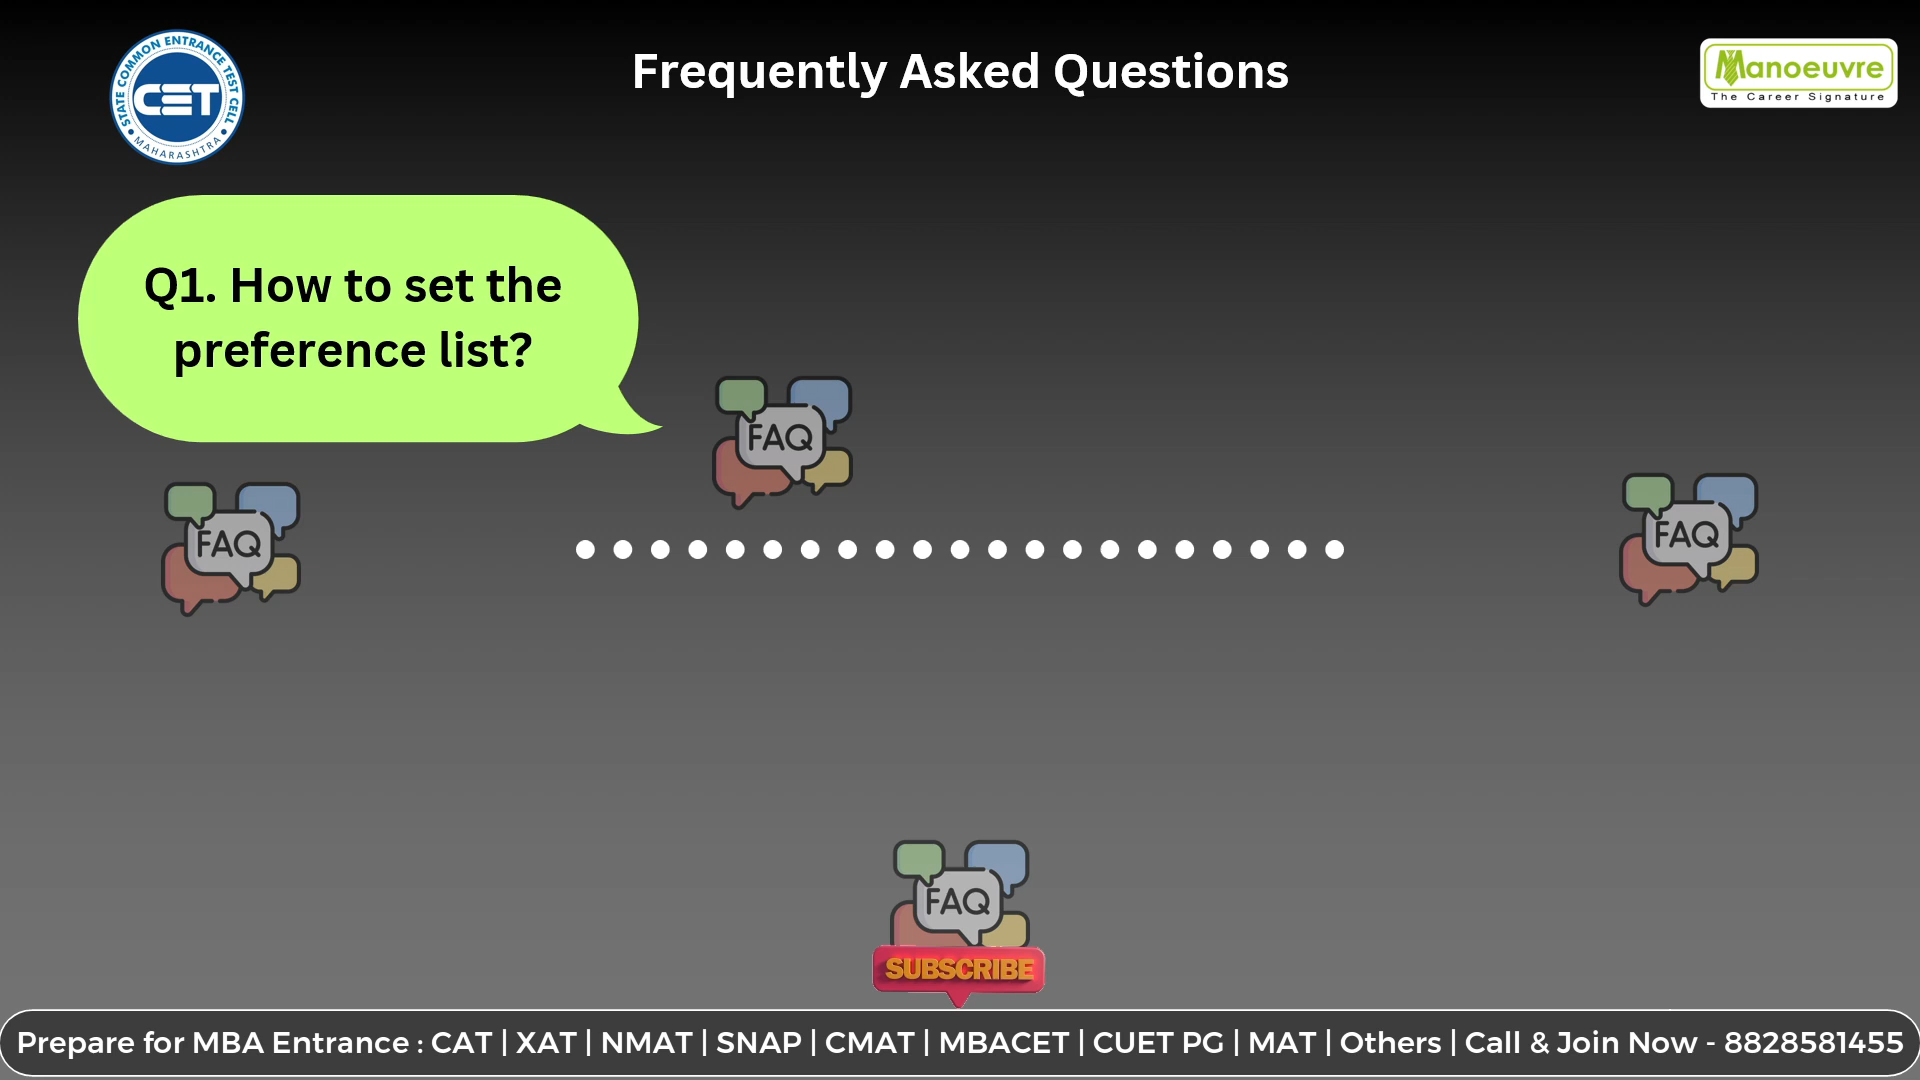 Frequently Asked Questions
STATE COMMON ENTRANCE TEST CELL
CET
MAHARASHTRA
Manoeuvre
The Career Signature
Q1. How to set the
preference list?
FAQ
FAQ
FAQ
FAQ
SUBSCRIBE
Prepare for MBA Entrance : CAT | XAT | NMAT | SNAP | CMAT | MBACET | CUET PG | MAT | Others | Call & Join Now - 8828581455